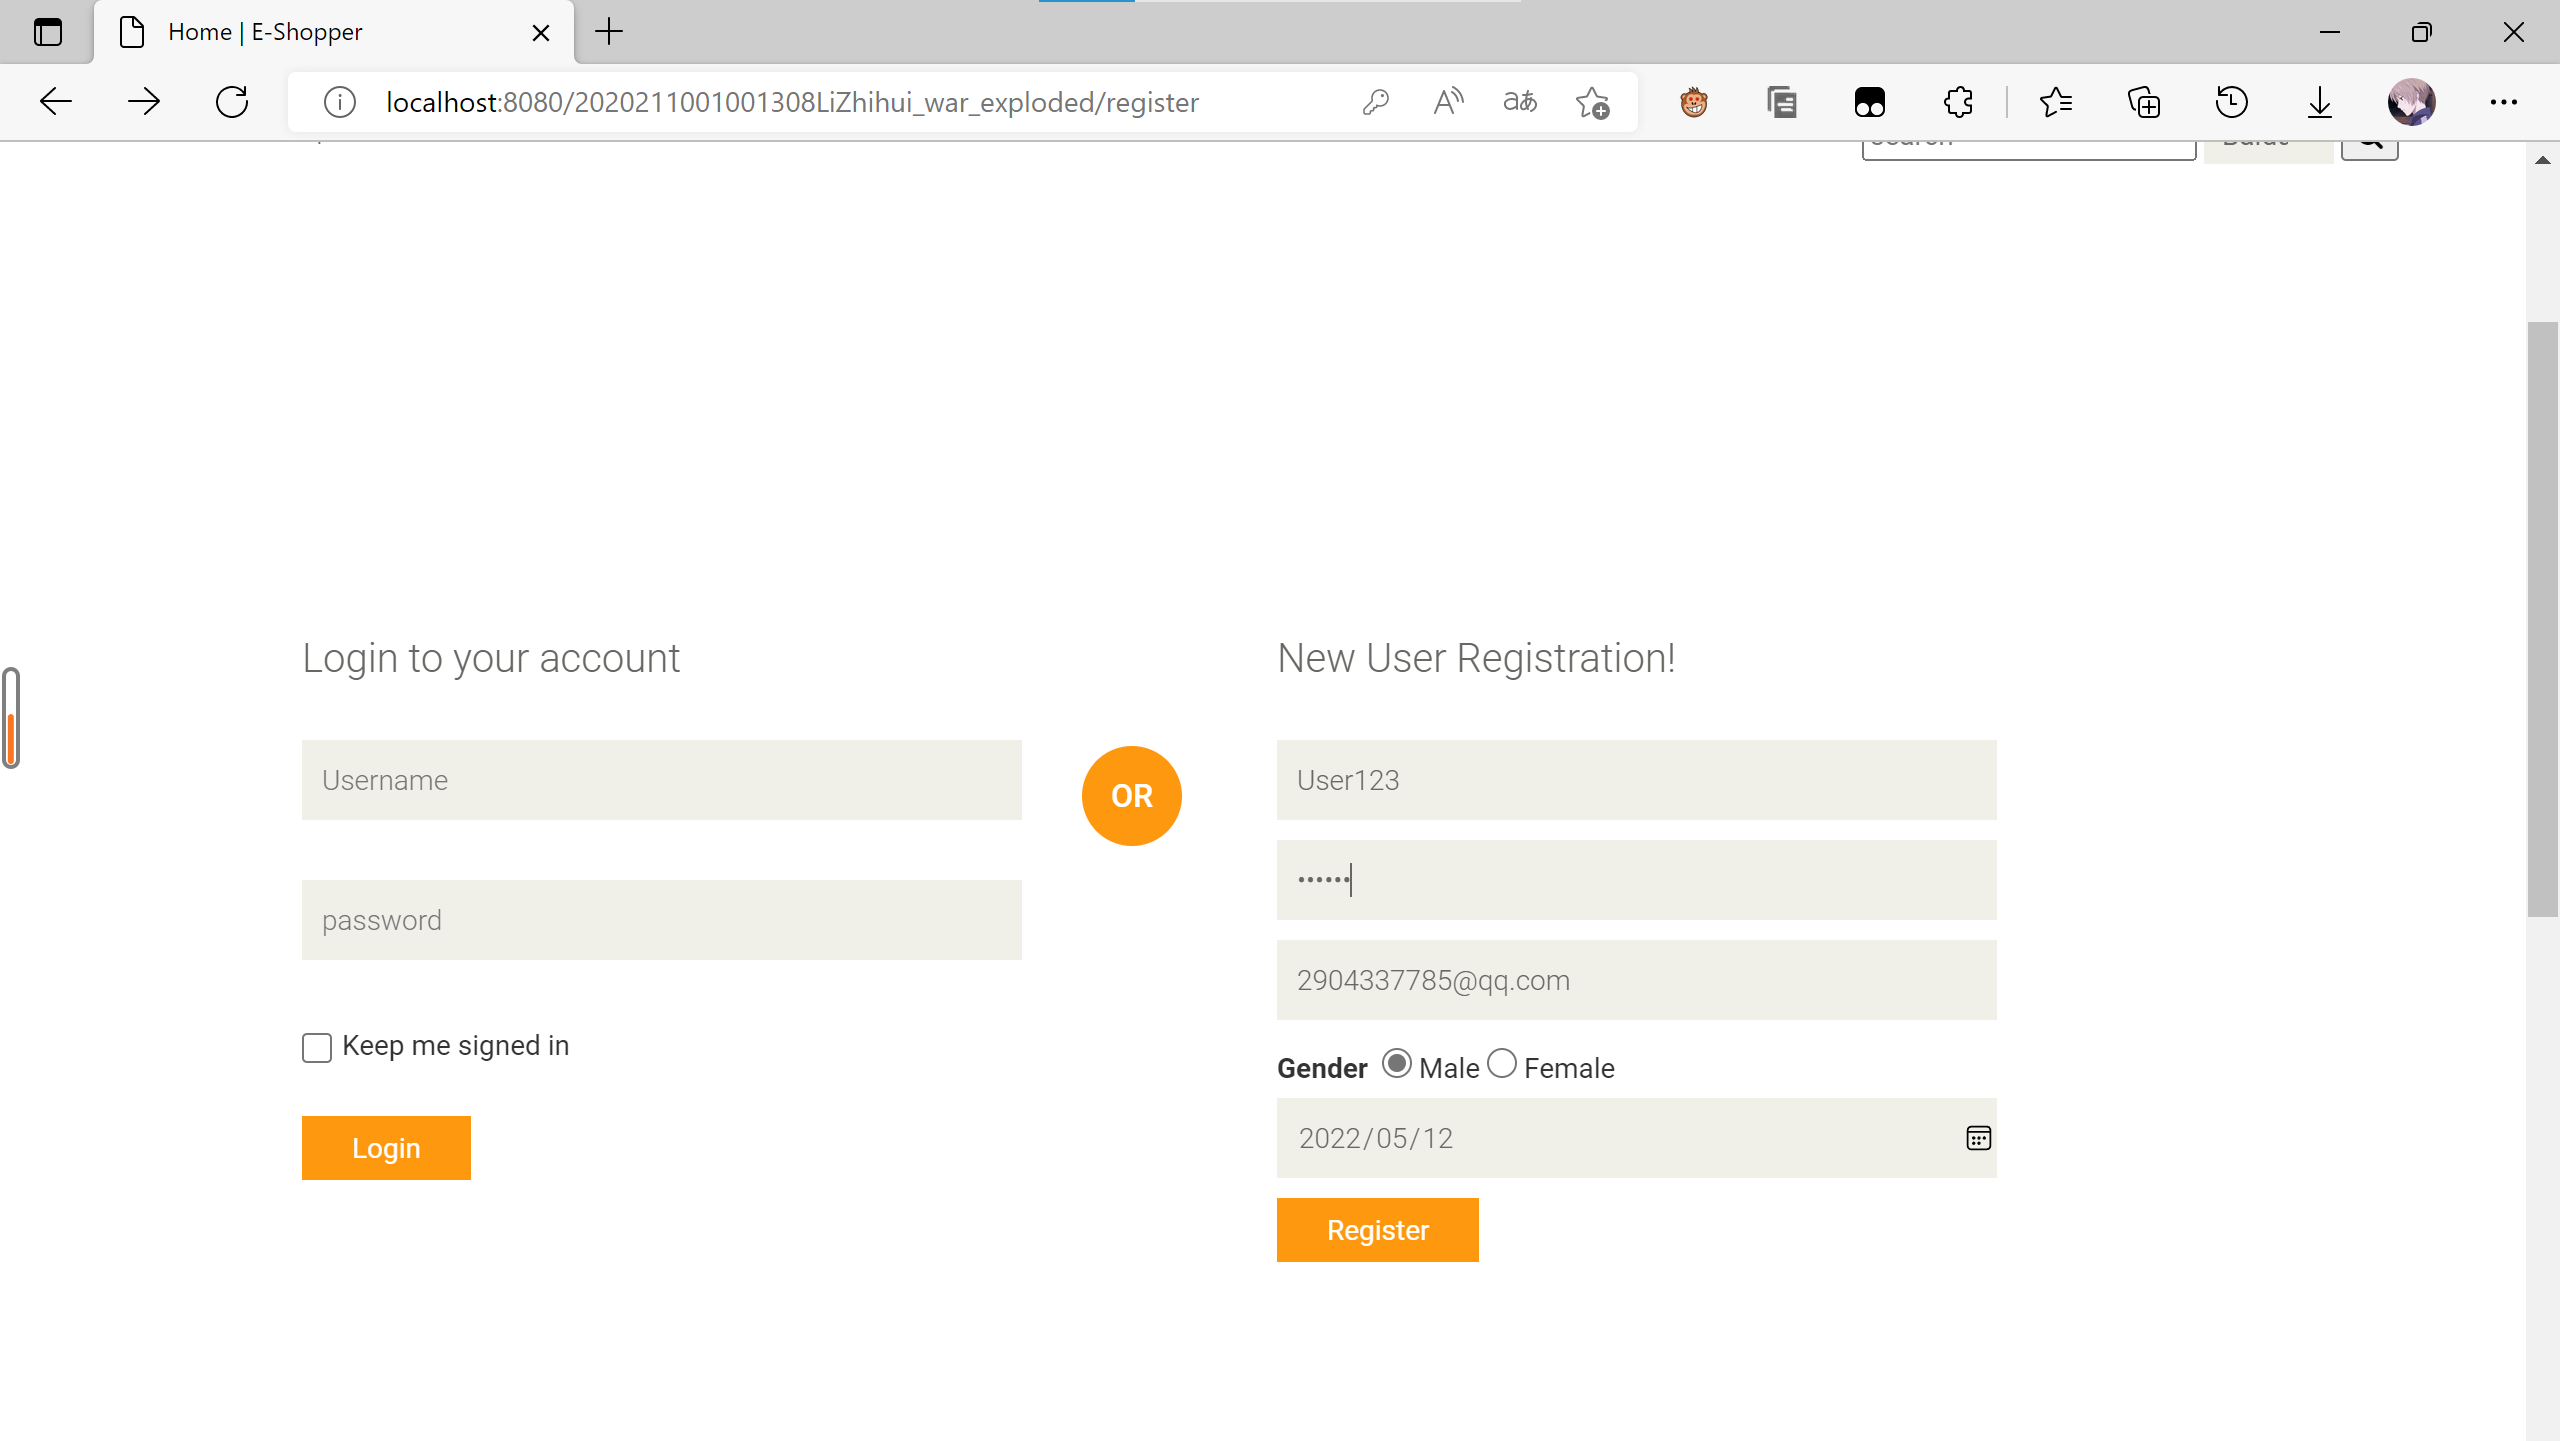 Home | E-Shopper
localhost:8080/2020211001001308LiZhihui_war_exploded/register
Login to your account
Username
password
Keep me signed in
Login
OR
New User Registration!
User123
••••••
2904337785@qq.com
Gender Male Female
2022/05/12
Register